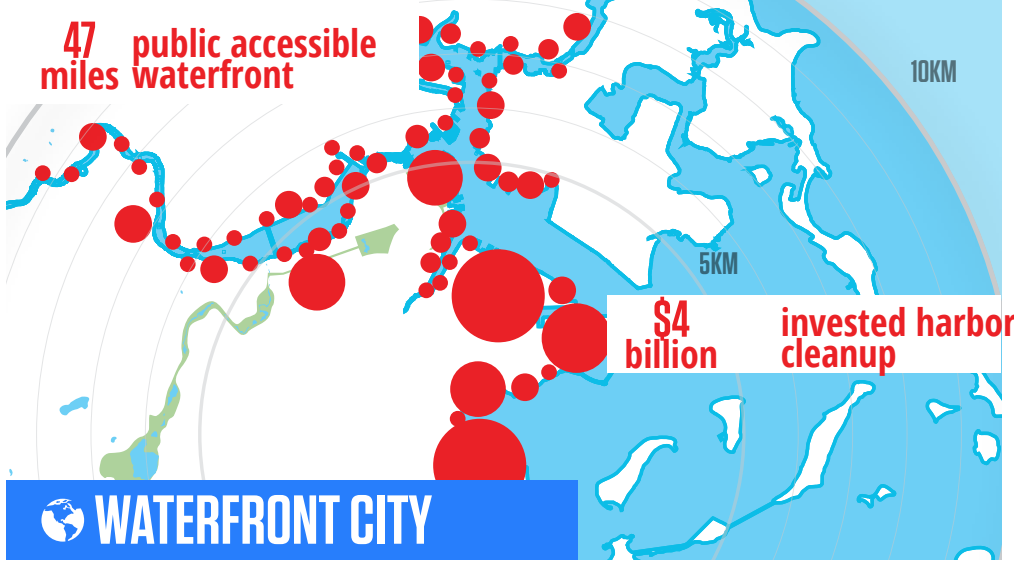 47 public accessible
miles waterfront
10KM
5KM
$4 invested harbor
billion cleanup
WATERFRONT CITY